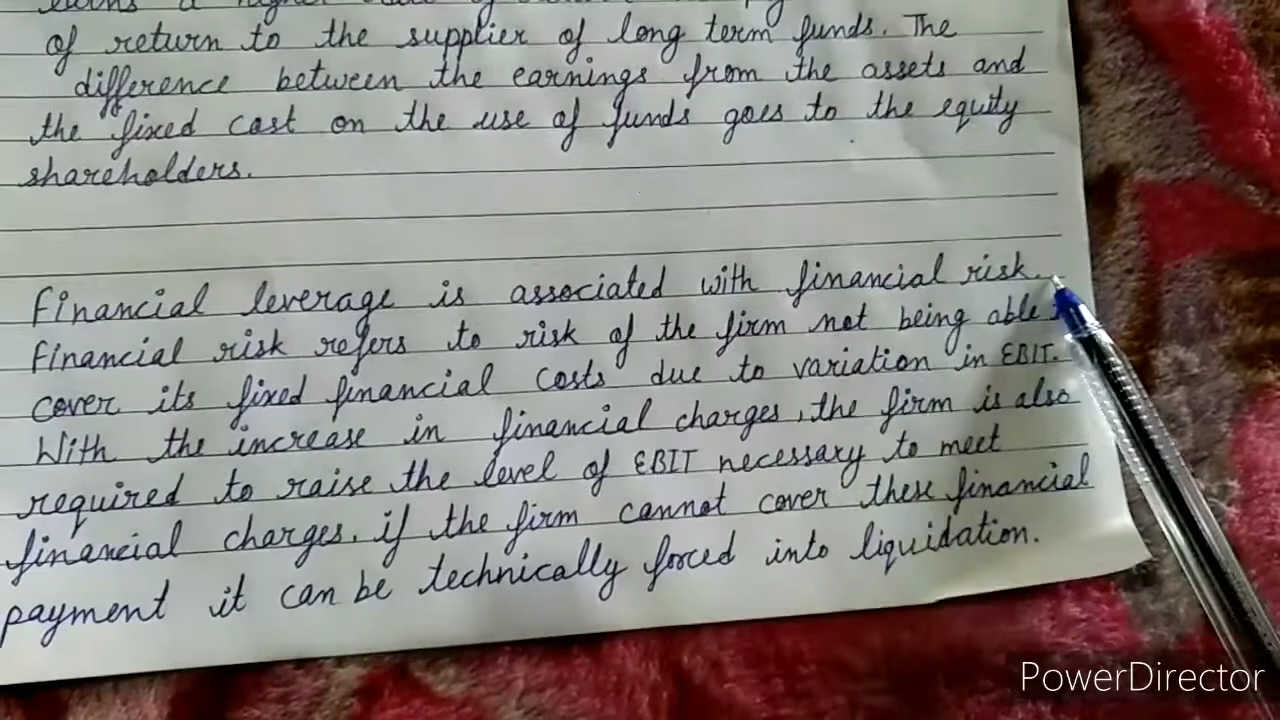 of return to the supplier of long term funds. The
difference between the earnings from the assets and
the fixed cost on the use of funds goes to the equity
shareholders.
Financial leverage is associated with financial risk.
Financial risk refers to risk of the firm not being able
cover its fixed financial costs due to variation in EBIT.
With the increase in financial charges, the firm is also
required to raise the level of EBIT necessary to meet
financial charges. if the firm cannot cover these financial
payment it can be technically forced into liquidation.
PowerDirector